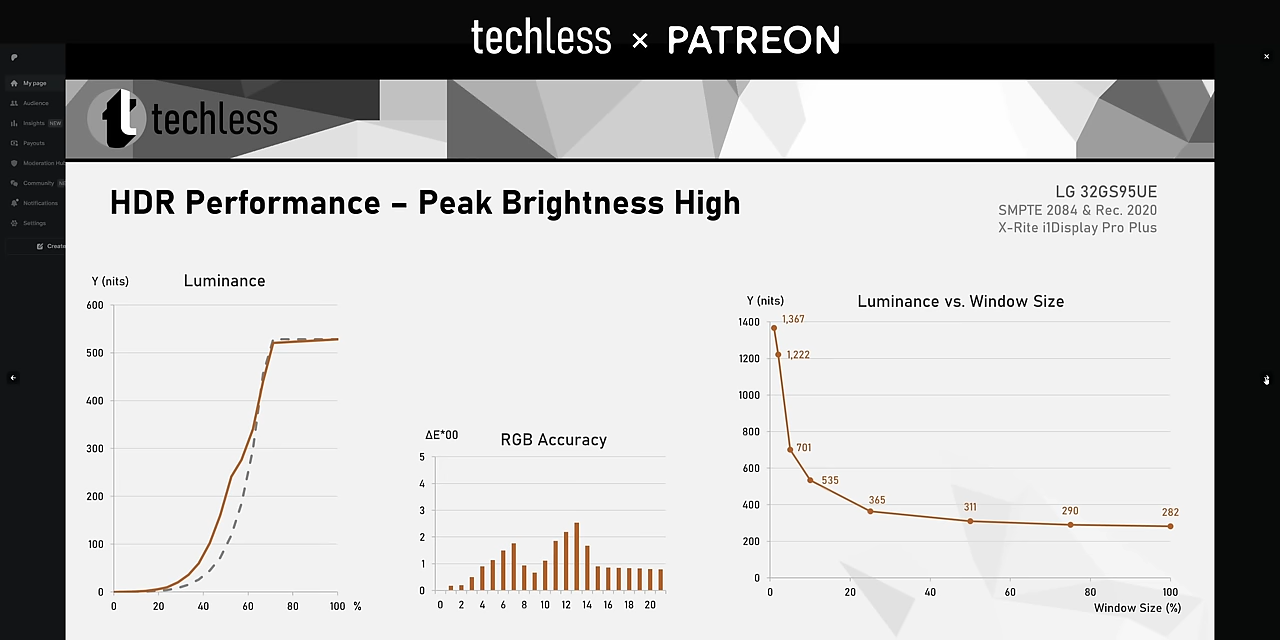 techless × PATREON
My page
Audience
Insights NEW
Payouts
Moderation Hu
Community NE
Notifications
Settings
Create
t techless
HDR Performance – Peak Brightness High
LG 32GS95UE
SMPTE 2084 & Rec. 2020
X-Rite i1Display Pro Plus
Y (nits) Luminance
600
500
400
300
200
100
0
0 20 40 60 80 100 %
ΔE*00 RGB Accuracy
5
4
3
2
1
0
0 2 4 6 8 10 12 14 16 18 20
Y (nits) Luminance vs. Window Size
1400
1200
1000
800
600
400
200
0
1,367
1,222
701
535
365
311
290
282
0 20 40 60 80 100
Window Size (%)